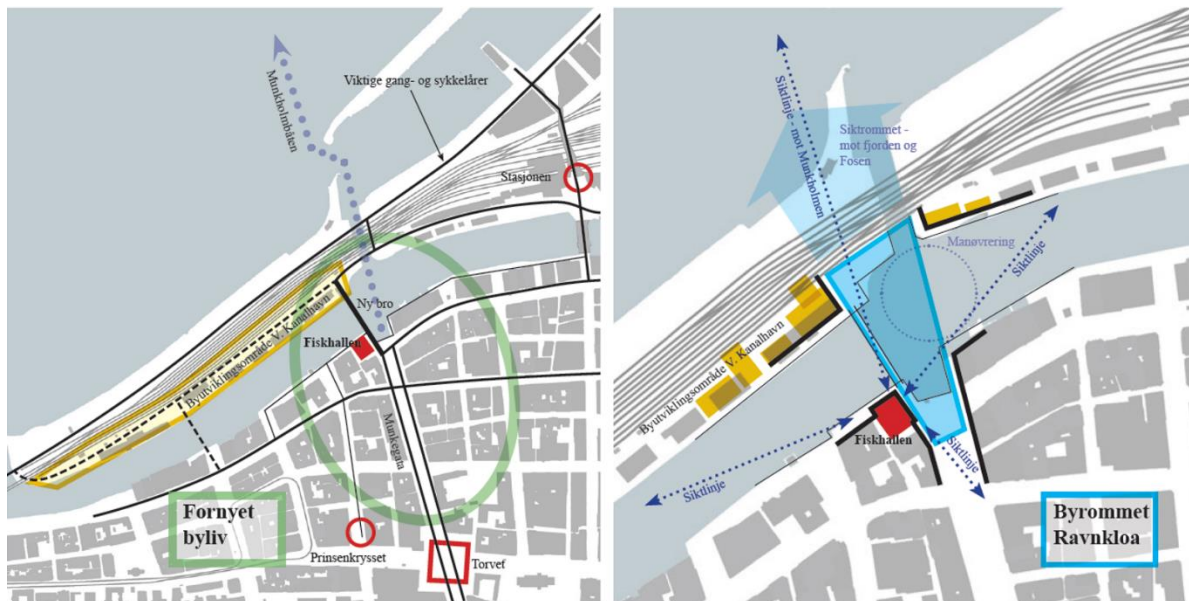 Munkholmbåten
Viktige gang- og sykkelårer
Stasjonen
Ny bro
Fiskhallen
Byutviklingsområde V. Kanalhavn
Munkegata
Fornyet
byliv
Prinsenkrysset
Torvet
Siktlinje - mot Munkholmen
Siktrommet -
mot fjorden og
Fosen
Manøvrering
Siktlinje
Byutviklingsområde V. Kanalhavn
Fiskhallen
Siktlinje
Siktlinje
Byrommet
Ravnkloa